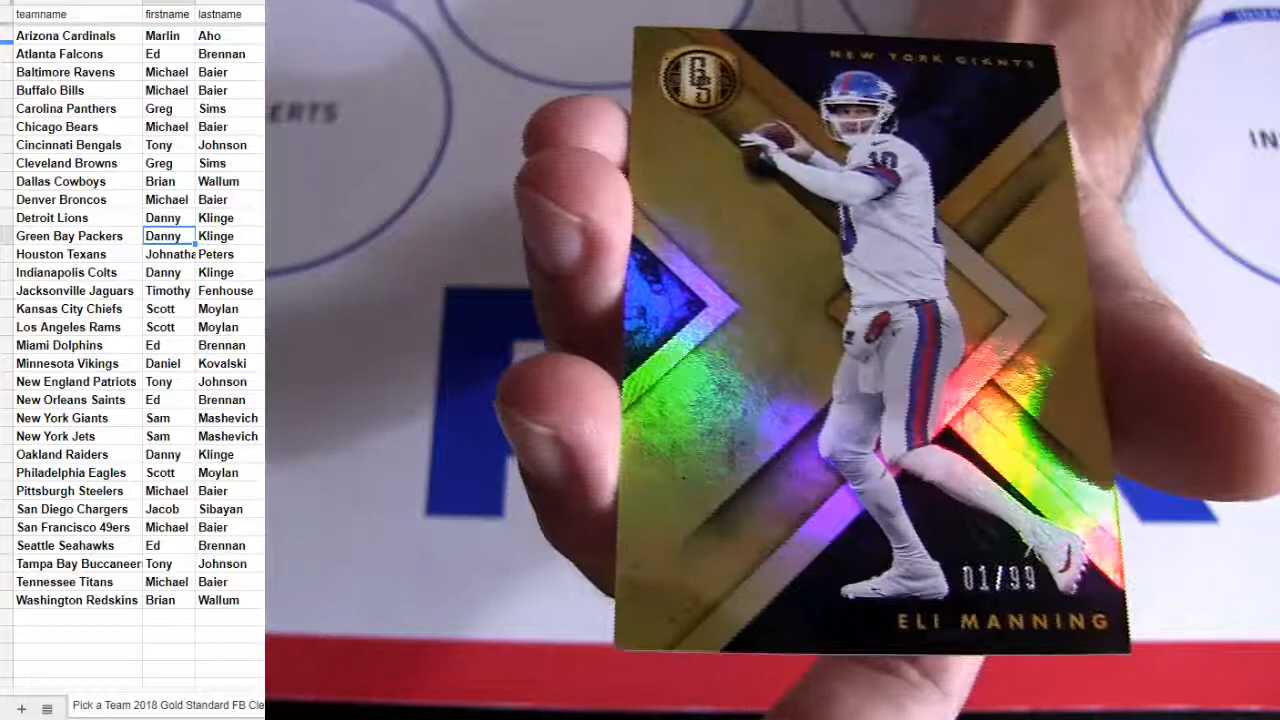 teamname firstname lastname
Arizona Cardinals Marlin Aho
Atlanta Falcons Ed Brennan
Baltimore Ravens Michael Baier
Buffalo Bills Michael Baier
Carolina Panthers Greg Sims
Chicago Bears Michael Baier
Cincinnati Bengals Tony Johnson
Cleveland Browns Greg Sims
Dallas Cowboys Brian Wallum
Denver Broncos Michael Baier
Detroit Lions Danny Klinge
Green Bay Packers Danny Klinge
Houston Texans Johnatha Peters
Indianapolis Colts Danny Klinge
Jacksonville Jaguars Timothy Fenhouse
Kansas City Chiefs Scott Moylan
Los Angeles Rams Scott Moylan
Miami Dolphins Ed Brennan
Minnesota Vikings Daniel Kovalski
New England Patriots Tony Johnson
New Orleans Saints Ed Brennan
New York Giants Sam Mashevich
New York Jets Sam Mashevich
Oakland Raiders Danny Klinge
Philadelphia Eagles Scott Moylan
Pittsburgh Steelers Michael Baier
San Diego Chargers Jacob Sibayan
San Francisco 49ers Michael Baier
Seattle Seahawks Ed Brennan
Tampa Bay Buccaneer Tony Johnson
Tennessee Titans Michael Baier
Washington Redskins Brian Wallum
Pick a Team 2018 Gold Standard FB Cle
ERTS
NEW YORK GIANTS
10
01/99
ELI MANNING
IN